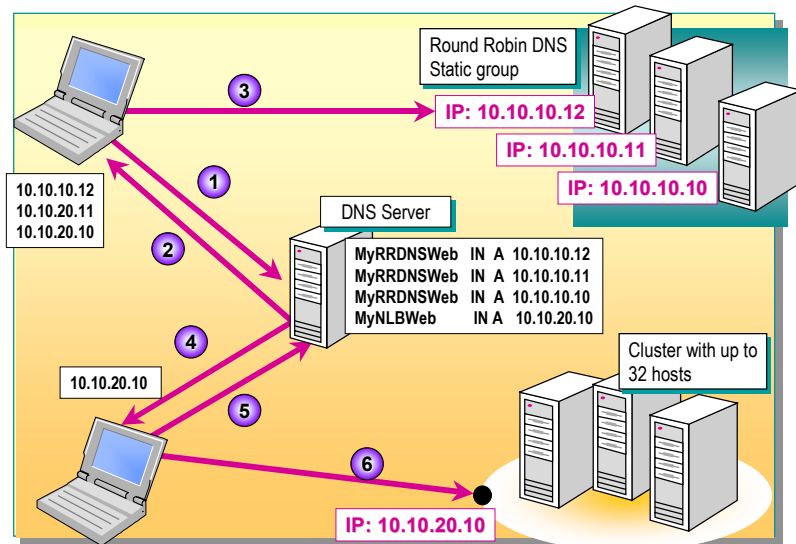 Round Robin DNS
Static group
3
IP: 10.10.10.12
IP: 10.10.10.11
IP: 10.10.10.10
1
10.10.10.12
10.10.20.11
10.10.20.10
2
DNS Server
MyRRDNSWeb IN A 10.10.10.12
MyRRDNSWeb IN A 10.10.10.11
MyRRDNSWeb IN A 10.10.10.10
MyNLBWeb IN A 10.10.20.10
4
Cluster with up to
32 hosts
10.10.20.10
5
6
IP: 10.10.20.10